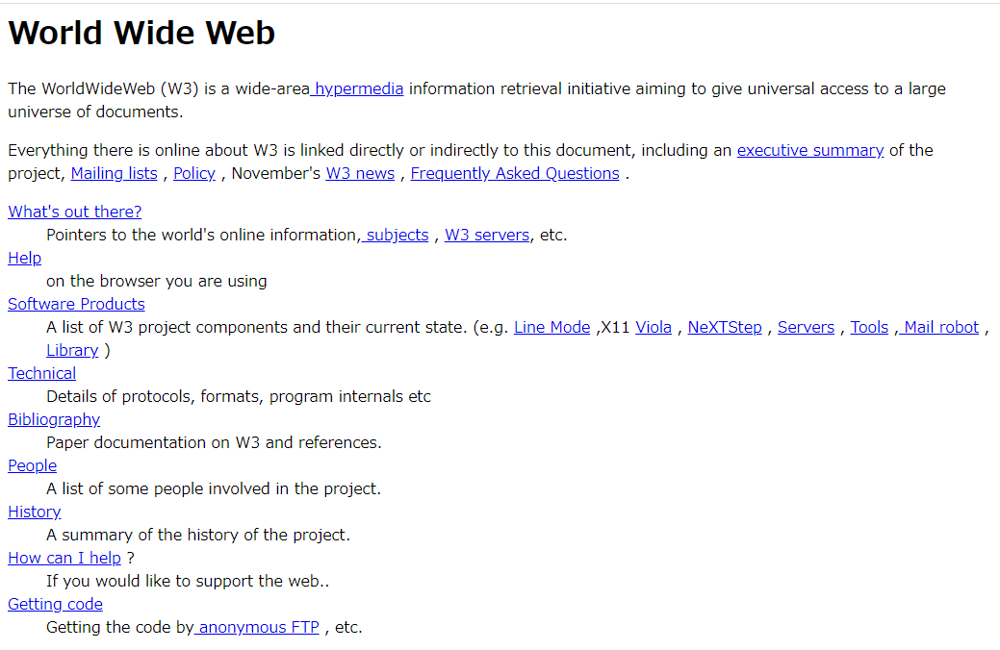 World Wide Web
The WorldWideWeb (W3) is a wide-area hypermedia information retrieval initiative aiming to give universal access to a large
universe of documents.
Everything there is online about W3 is linked directly or indirectly to this document, including an executive summary of the
project, Mailing lists , Policy , November's W3 news , Frequently Asked Questions .
What's out there?
Pointers to the world's online information, subjects , W3 servers, etc.
Help
on the browser you are using
Software Products
A list of W3 project components and their current state. (e.g. Line Mode ,X11 Viola , NeXTStep , Servers , Tools , Mail robot ,
Library )
Technical
Details of protocols, formats, program internals etc
Bibliography
Paper documentation on W3 and references.
People
A list of some people involved in the project.
History
A summary of the history of the project.
How can I help ?
If you would like to support the web..
Getting code
Getting the code by anonymous FTP , etc.